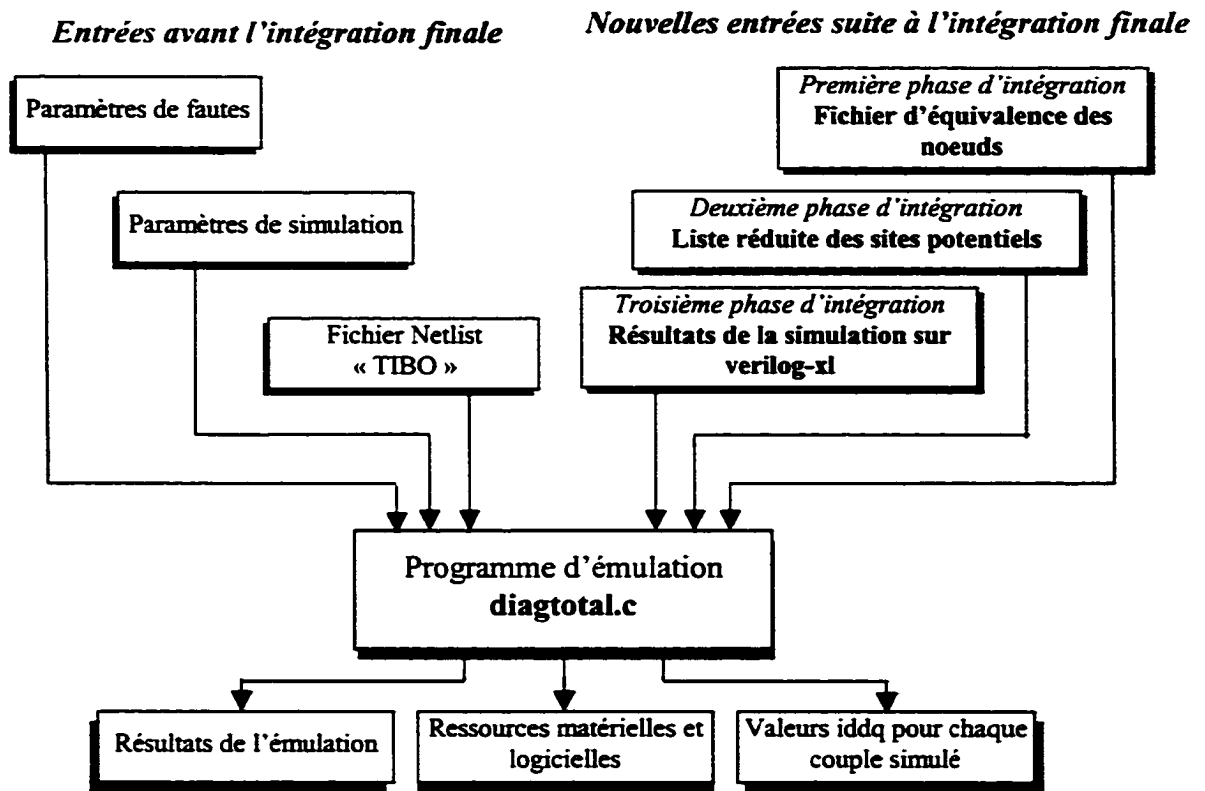 Entrées avant l'intégration finale
Nouvelles entrées suite à l'intégration finale
Paramètres de fautes
Première phase d'intégration
Fichier d'équivalence des
noeuds
Paramètres de simulation
Deuxième phase d'intégration
Liste réduite des sites potentiels
Fichier Netlist
« TIBO »
Troisième phase d'intégration
Résultats de la simulation sur
verilog-xl
Programme d'émulation
diagtotal.c
Résultats de l'émulation
Ressources matérielles et
logicielles
Valeurs iddq pour chaque
couple simulé